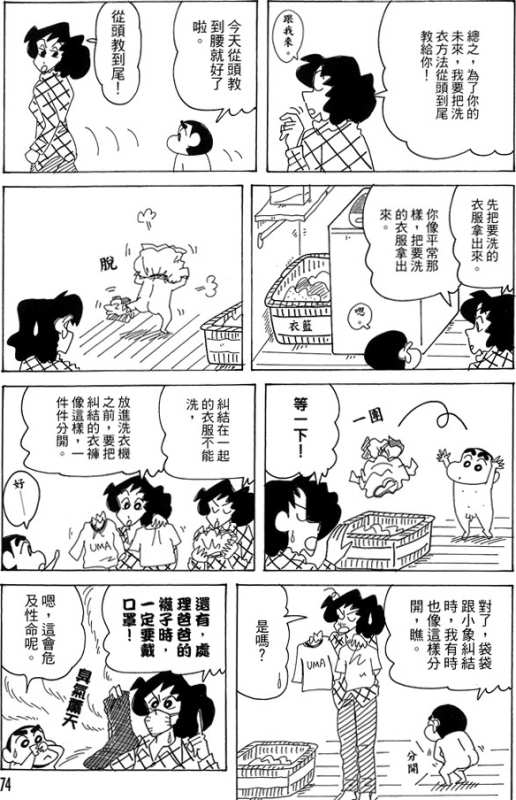 總之，為了你的
未來，我要把洗
衣方法從頭到尾
教給你！
跟我來。
今天從頭教
到腰就好了
啦。
從頭教到尾！
先把要洗的
衣服拿出來。
你像平常那
樣，把要洗
的衣服拿出
來。
嗯。
衣籃
脫
一團
等一下！
糾結在一起
的衣服不能
洗，
放進洗衣機
之前，要把
糾結的衣褲
像這樣，一
件件分開。
UMA
好—
對了，袋袋
跟小象糾結
時，我有時
也像這樣分
開，瞧。
是嗎？
UMA
分開
還有，處
理爸爸的
襪子時，
一定要戴
口罩！
臭氣薰天
嗯，這會危
及性命呢。
74